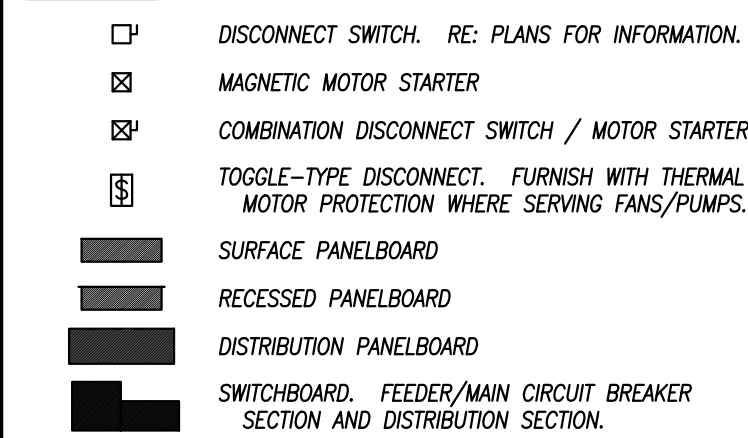 DISCONNECT SWITCH. RE: PLANS FOR INFORMATION.
MAGNETIC MOTOR STARTER
COMBINATION DISCONNECT SWITCH / MOTOR STARTER
$ TOGGLE-TYPE DISCONNECT. FURNISH WITH THERMAL
MOTOR PROTECTION WHERE SERVING FANS/PUMPS.
SURFACE PANELBOARD
RECESSED PANELBOARD
DISTRIBUTION PANELBOARD
SWITCHBOARD. FEEDER/MAIN CIRCUIT BREAKER
SECTION AND DISTRIBUTION SECTION.